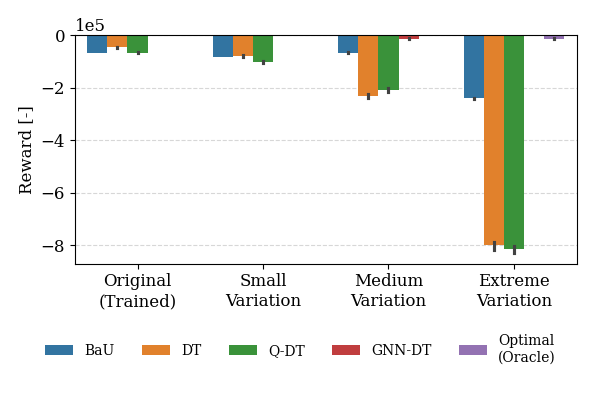 1e5
0
−2
−4
−6
−8
Reward [-]
Original
(Trained)
Small
Variation
Medium
Variation
Extreme
Variation
BaU
DT
Q-DT
GNN-DT
Optimal
(Oracle)